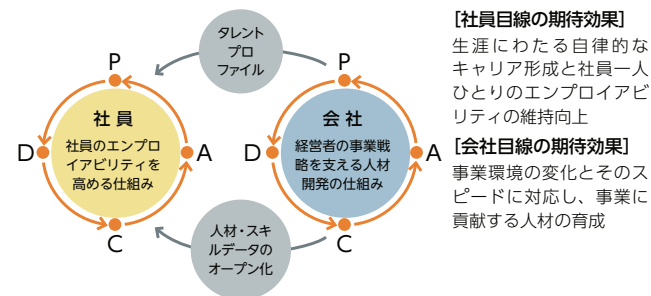 タレント
プロ
ファイル
P
D
A
C
社 員
社員のエンプロ
イアビリティを
高める仕組み
P
D
A
C
会 社
経営者の事業戦
略を支える人材
開発の仕組み
人材・スキ
ルデータの
オープン化
[社員目線の期待効果]
生涯にわたる自律的な
キャリア形成と社員一人
ひとりのエンプロイアビ
リティの維持向上
[会社目線の期待効果]
事業環境の変化とそのス
ピードに対応し、事業に
貢献する人材の育成